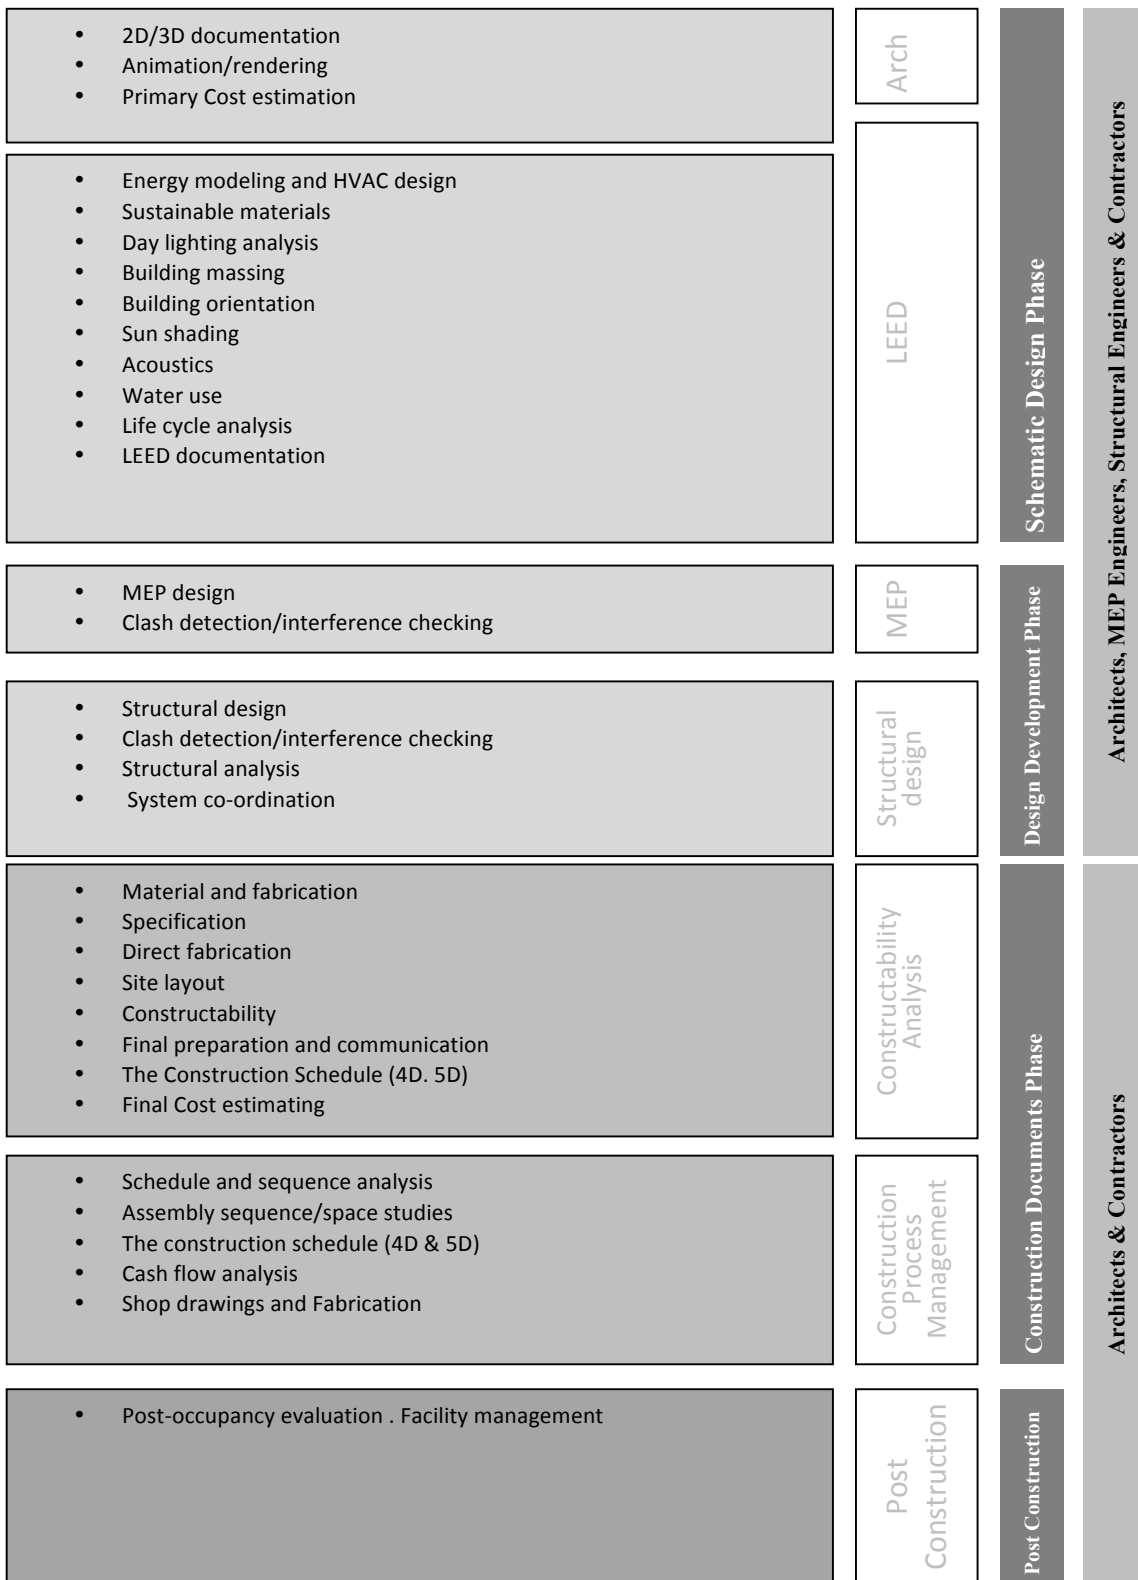 • 2D/3D documentation
• Animation/rendering
• Primary Cost estimation
Arch
• Energy modeling and HVAC design
• Sustainable materials
• Day lighting analysis
• Building massing
• Building orientation
• Sun shading
• Acoustics
• Water use
• Life cycle analysis
• LEED documentation
LEED
Schematic Design Phase
• MEP design
• Clash detection/interference checking
MEP
• Structural design
• Clash detection/interference checking
• Structural analysis
• System co-ordination
Structural
design
Design Development Phase
Architects, MEP Engineers, Structural Engineers & Contractors
• Material and fabrication
• Specification
• Direct fabrication
• Site layout
• Constructability
• Final preparation and communication
• The Construction Schedule (4D. 5D)
• Final Cost estimating
Constructability
Analysis
• Schedule and sequence analysis
• Assembly sequence/space studies
• The construction schedule (4D & 5D)
• Cash flow analysis
• Shop drawings and Fabrication
Construction
Process
Management
Construction Documents Phase
• Post-occupancy evaluation . Facility management
Post
Construction
Post Construction
Architects & Contractors